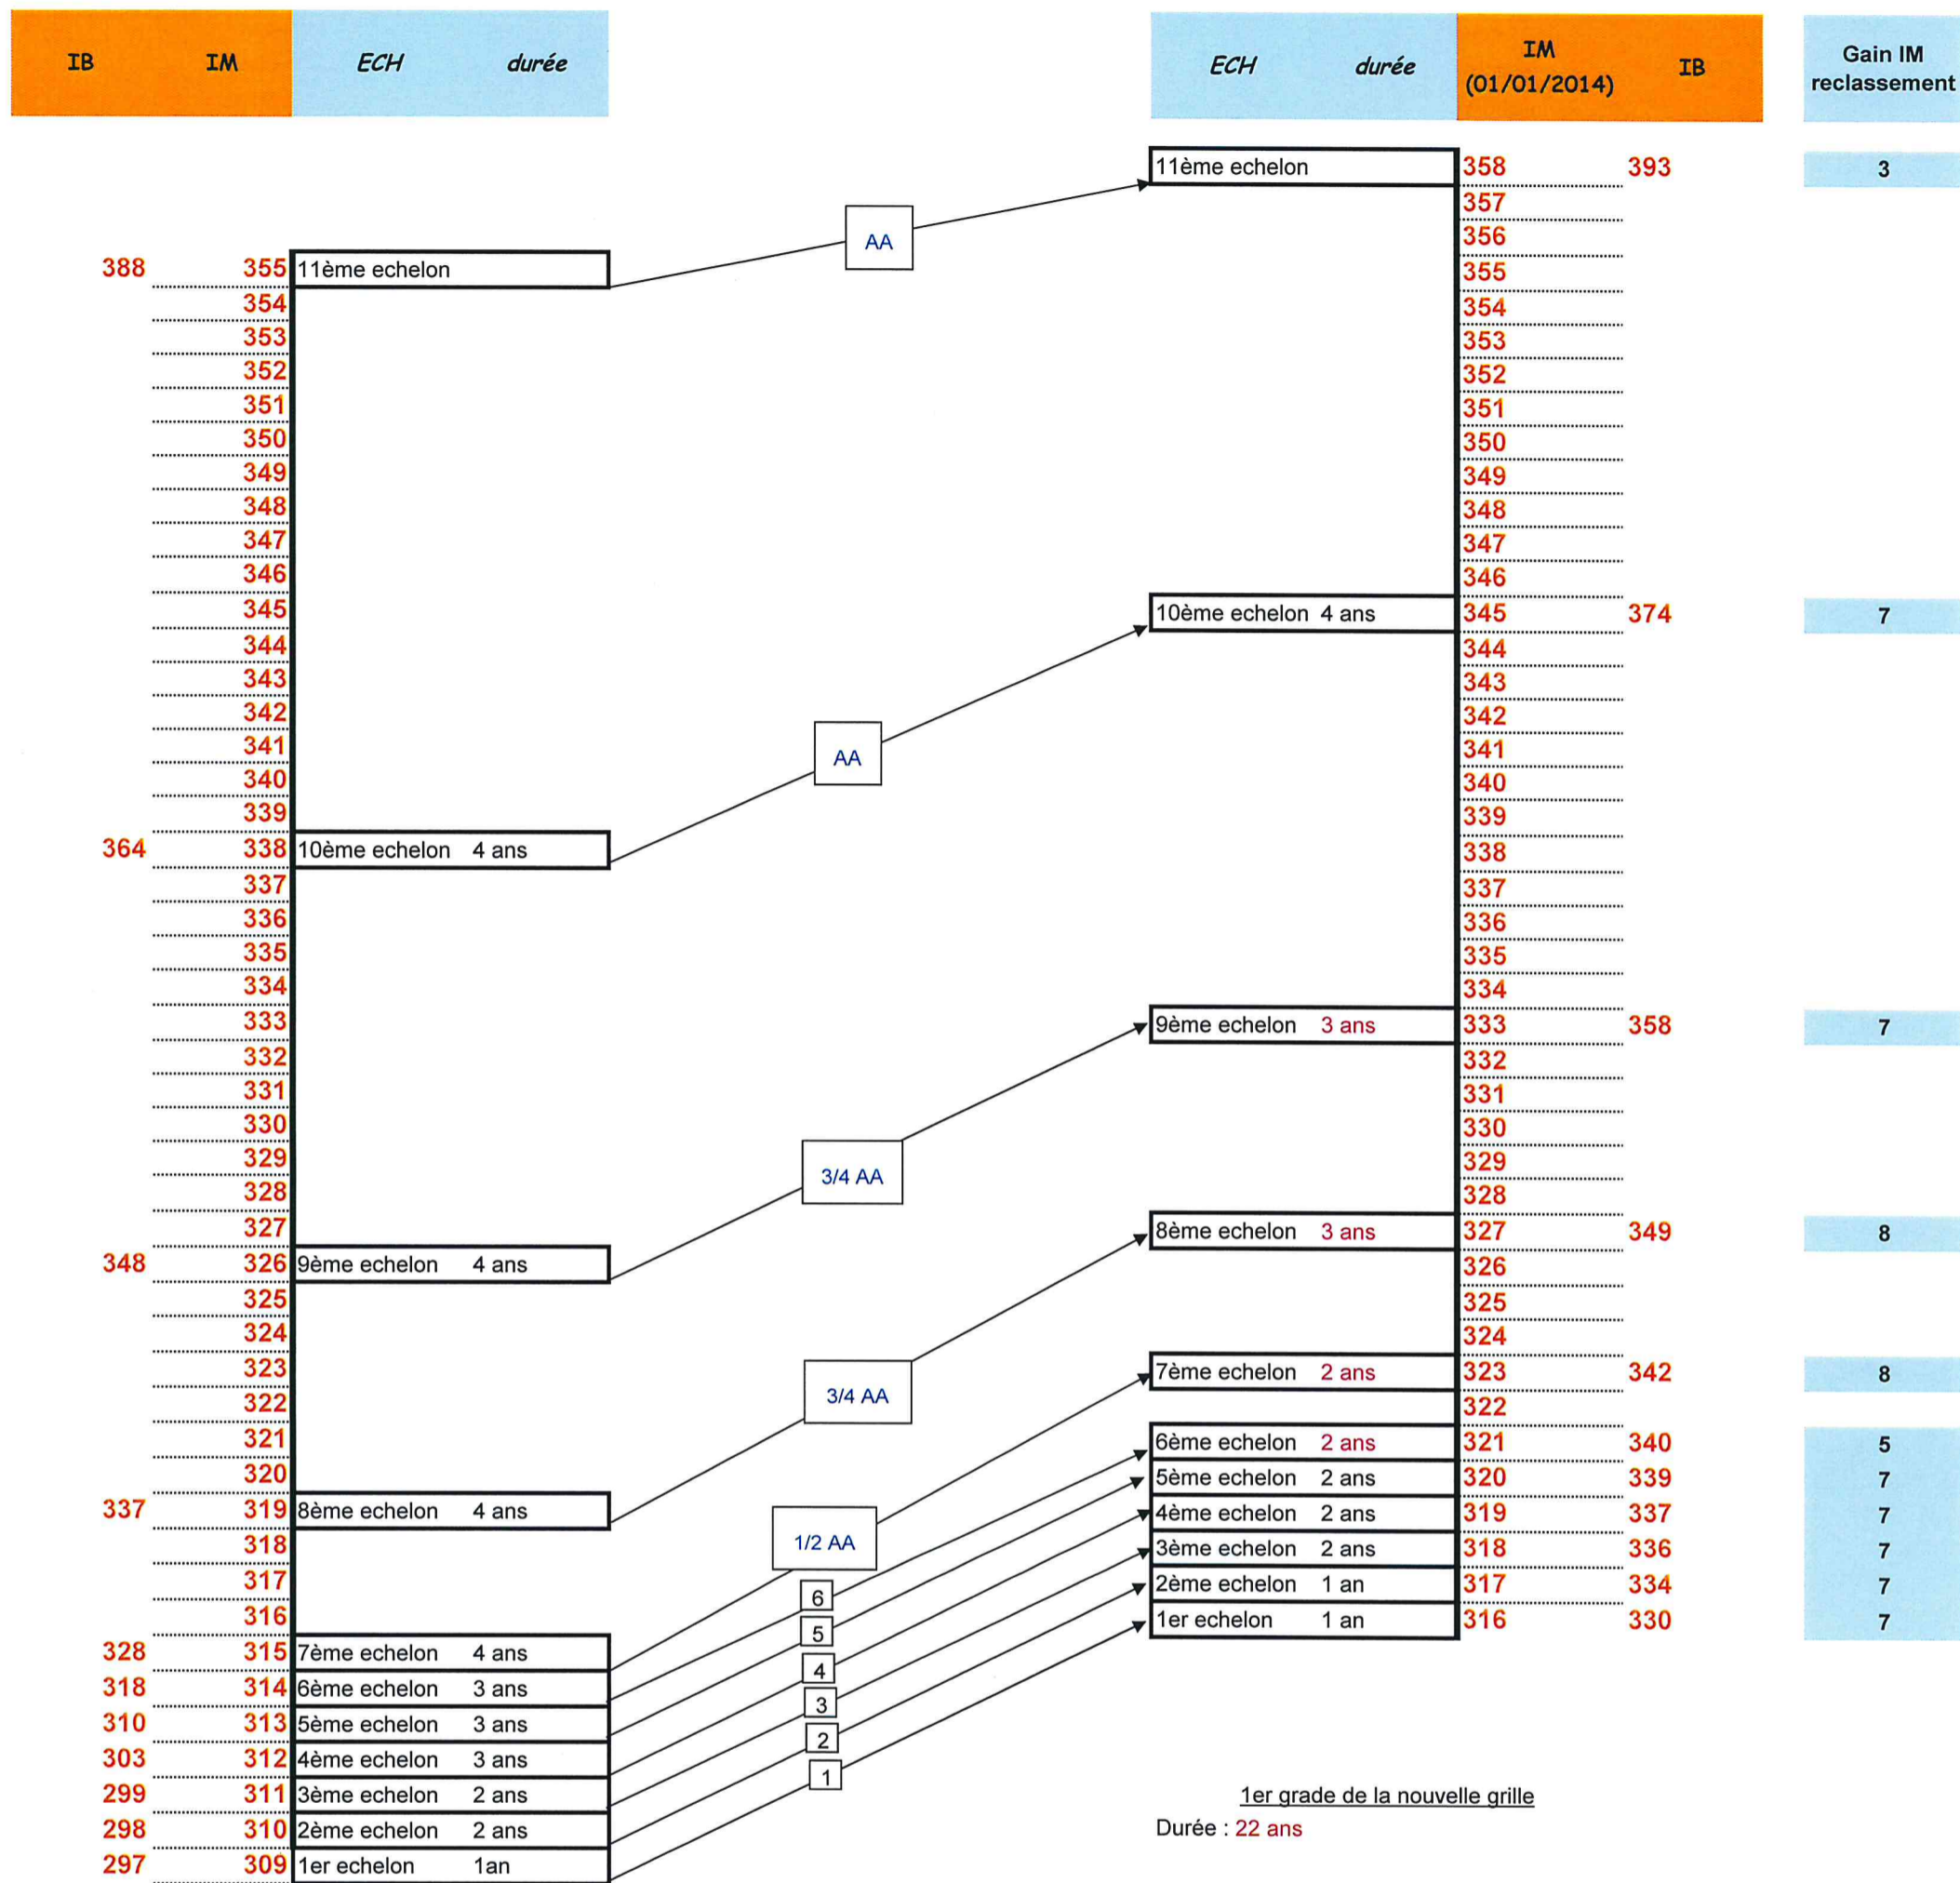 IB IM ECH durée
ECH durée IM (01/01/2014) IB
Gain IM reclassement
388 355 11ème echelon
354
353
352
351
350
349
348
347
346
345
344
343
342
341
340
339
364 338 10ème echelon 4 ans
337
336
335
334
333
332
331
330
329
328
327
348 326 9ème echelon 4 ans
325
324
323
322
321
320
337 319 8ème echelon 4 ans
318
317
316
328 315 7ème echelon 4 ans
318 314 6ème echelon 3 ans
310 313 5ème echelon 3 ans
303 312 4ème echelon 3 ans
299 311 3ème echelon 2 ans
298 310 2ème echelon 2 ans
297 309 1er echelon 1an
AA
AA
3/4 AA
3/4 AA
1/2 AA
6
5
4
3
2
1
11ème echelon 358 393 3
357
356
355
354
353
352
351
350
349
348
347
346
10ème echelon 4 ans 345 374 7
344
343
342
341
340
339
338
337
336
335
334
9ème echelon 3 ans 333 358 7
332
331
330
329
328
8ème echelon 3 ans 327 349 8
326
325
324
7ème echelon 2 ans 323 342 8
322
6ème echelon 2 ans 321 340 5
5ème echelon 2 ans 320 339 7
4ème echelon 2 ans 319 337 7
3ème echelon 2 ans 318 336 7
2ème echelon 1 an 317 334 7
1er echelon 1 an 316 330 7
1er grade de la nouvelle grille
Durée : 22 ans